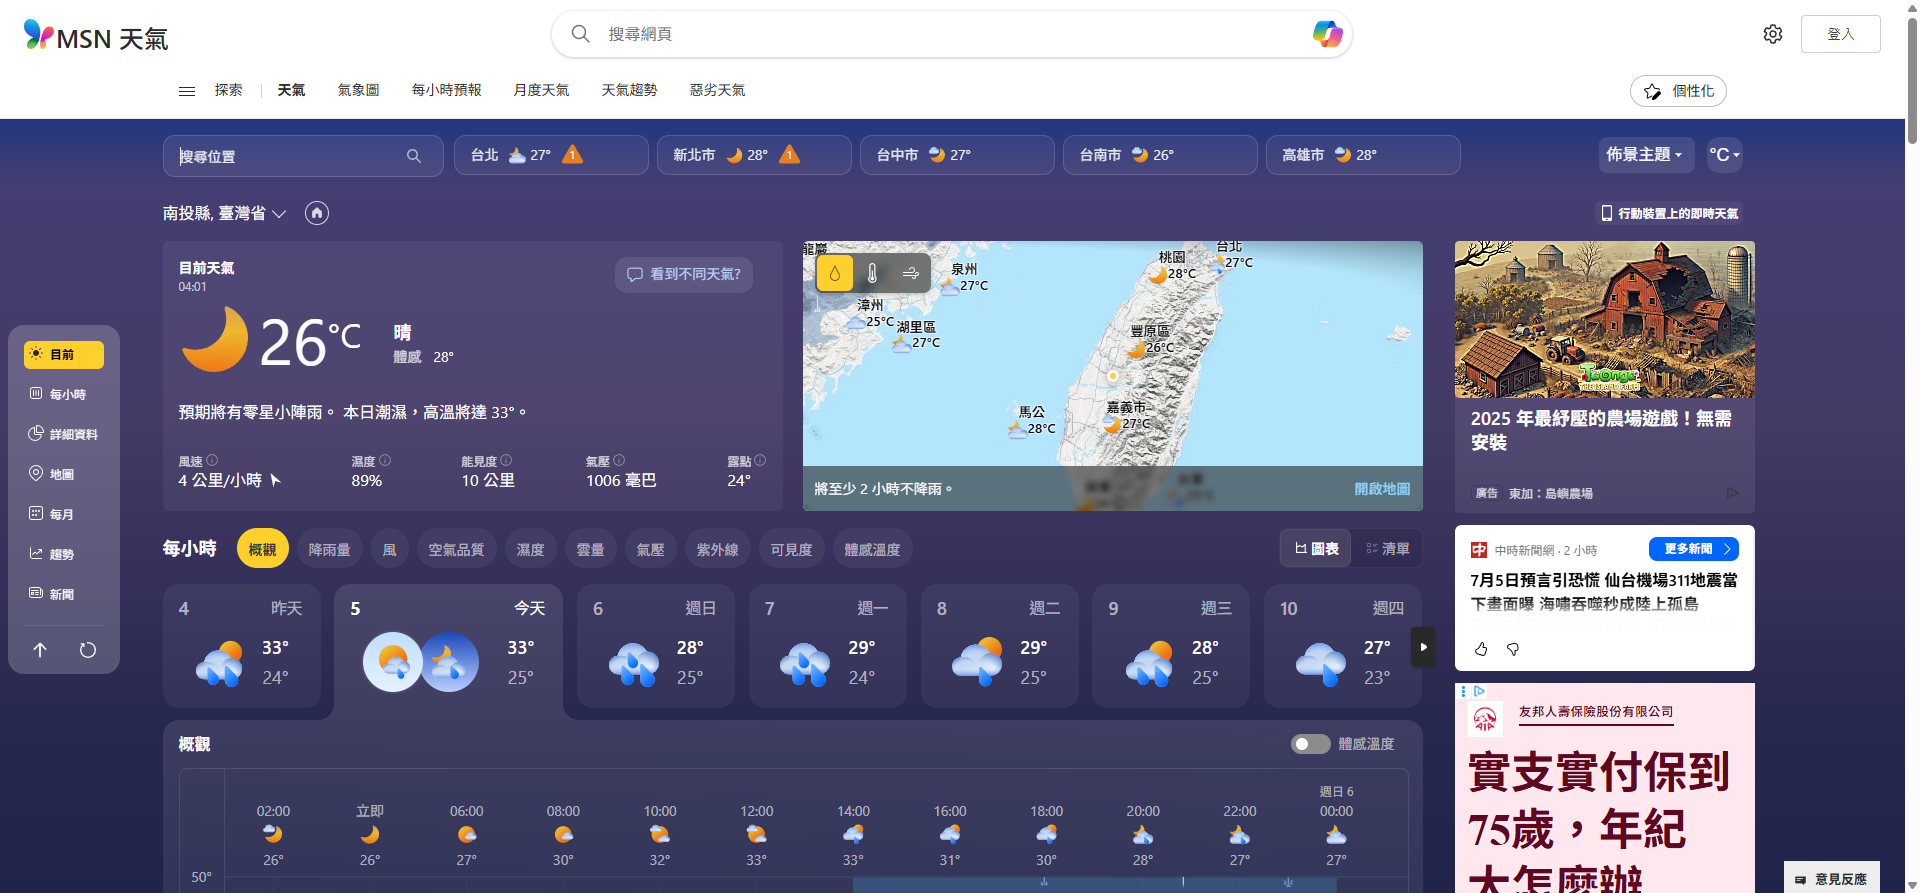 MSN 天氣
搜尋網頁
登入
探索
天氣
氣象圖
每小時預報
月度天氣
天氣趨勢
惡劣天氣
個性化
搜尋位置
台北 27° 1
新北市 28° 1
台中市 27°
台南市 26°
高雄市 28°
佈景主題
°C
南投縣, 臺灣省
行動裝置上的即時天氣
目前天氣
04:01
看到不同天氣?
26°C
晴
體感 28°
預期將有零星小陣雨。 本日潮濕，高溫將達 33°。
風速
4 公里/小時
濕度
89%
能見度
10 公里
氣壓
1006 毫巴
露點
24°
龍巖
泉州
27°C
漳州
25°C
湖里區
27°C
台北
27°C
桃園
28°C
豐原區
26°C
馬公
28°C
嘉義市
27°C
將至少 2 小時不降雨。
開啟地圖
TaOnga
THE ISLAND FARM
2025 年最紓壓的農場遊戲！無需
安裝
廣告 東加：島嶼農場
目前
每小時
詳細資料
地圖
每月
趨勢
新聞
每小時
概觀
降雨量
風
空氣品質
濕度
雲量
氣壓
紫外線
可見度
體感溫度
圖表
清單
4 昨天
33°
24°
5 今天
33°
25°
6 週日
28°
25°
7 週一
29°
24°
8 週二
29°
25°
9 週三
28°
25°
10 週四
27°
23°
中時新聞網 · 2 小時
更多新聞
7月5日預言引恐慌 仙台機場311地震當
下畫面曝 海嘯吞噬秒成陸上孤島
概觀
體感溫度
週日 6
02:00 立即 06:00 08:00 10:00 12:00 14:00 16:00 18:00 20:00 22:00 00:00
26° 26° 27° 30° 32° 33° 33° 31° 30° 28° 27° 27°
50°
AIA
友邦人壽保險股份有限公司
實支實付保到
75歲，年紀
大怎麼辦
意見反應